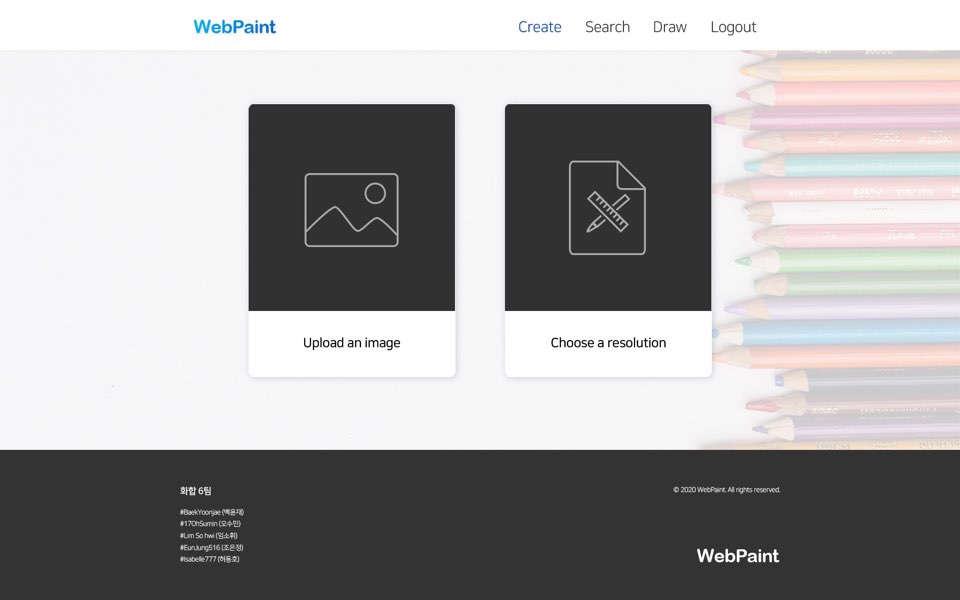 WebPaint
Create Search Draw Logout
Upload an image
Choose a resolution
화합 6팀
#BaekYoonjae (백윤재)
#17OhSumin (오수민)
#Lim So hwi (임소휘)
#EunJung516 (조은정)
#Isabelle777 (허동호)
© 2020 WebPaint. All rights reserved.
WebPaint